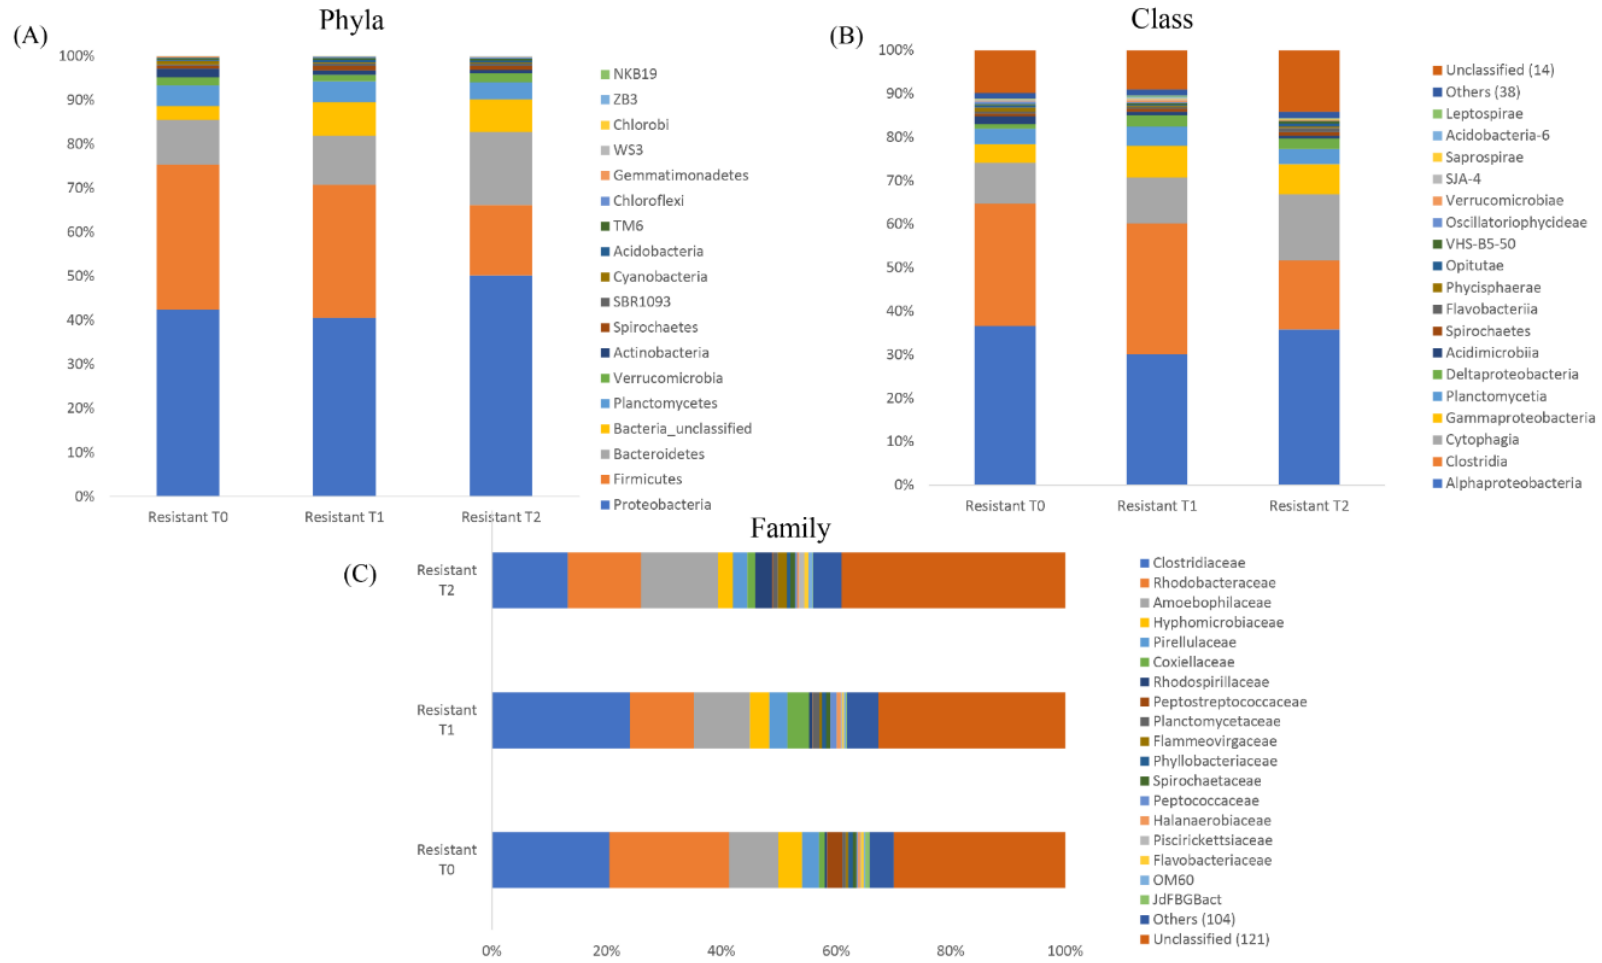 Phyla
(A)
100%
90%
80%
70%
60%
50%
40%
30%
20%
10%
0%
Resistant T0
Resistant T1
Resistant T2
NKB19
ZB3
Chlorobi
WS3
Gemmatimonadetes
Chloroflexi
TM6
Acidobacteria
Cyanobacteria
SBR1093
Spirochaetes
Actinobacteria
Verrucomicrobia
Planctomycetes
Bacteria_unclassified
Bacteroidetes
Firmicutes
Proteobacteria
Class
(B)
100%
90%
80%
70%
60%
50%
40%
30%
20%
10%
0%
Resistant T0
Resistant T1
Resistant T2
Unclassified (14)
Others (38)
Leptospirae
Acidobacteria-6
Saprospirae
SJA-4
Verrucomicrobiae
Oscillatoriophycideae
VHS-B5-50
Opitutae
Phycisphaerae
Flavobacteriia
Spirochaetes
Acidimicrobiia
Deltaproteobacteria
Planctomycetia
Gammaproteobacteria
Cytophagia
Clostridia
Alphaproteobacteria
Family
(C)
Resistant
T2
Resistant
T1
Resistant
T0
0%
20%
40%
60%
80%
100%
Clostridiaceae
Rhodobacteraceae
Amoebophilaceae
Hyphomicrobiaceae
Pirellulaceae
Coxiellaceae
Rhodospirillaceae
Peptostreptococcaceae
Planctomycetaceae
Flammeovirgaceae
Phyllobacteriaceae
Spirochaetaceae
Peptococcaceae
Halanaerobiaceae
Piscirickettsiaceae
Flavobacteriaceae
OM60
JdFBGBact
Others (104)
Unclassified (121)